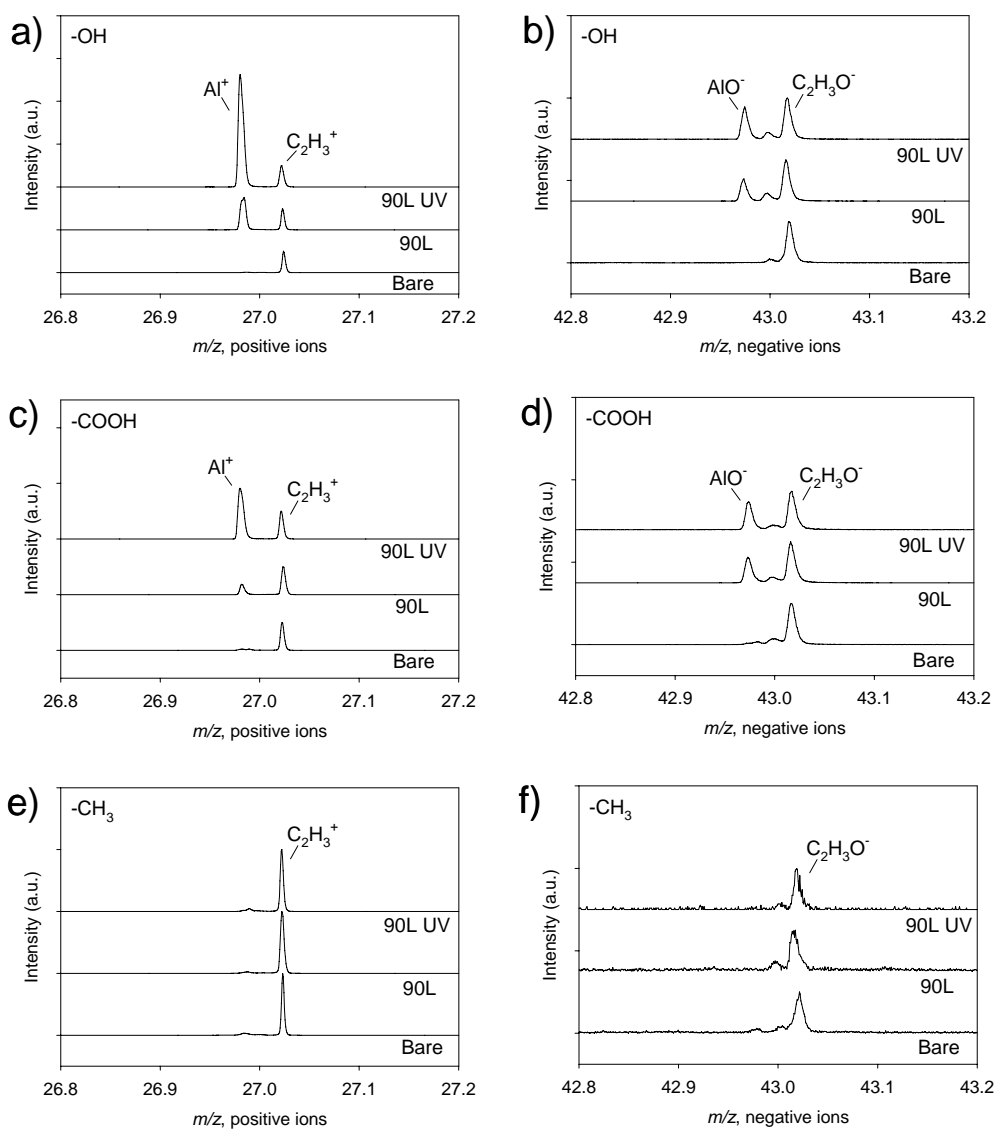 a)
-OH
Al⁺
C₂H₃⁺
90L UV
90L
Bare
Intensity (a.u.)
26.8 26.9 27.0 27.1 27.2
m/z, positive ions
b)
-OH
AlO⁻
C₂H₃O⁻
90L UV
90L
Bare
Intensity (a.u.)
42.8 42.9 43.0 43.1 43.2
m/z, negative ions
c)
-COOH
Al⁺
C₂H₃⁺
90L UV
90L
Bare
Intensity (a.u.)
26.8 26.9 27.0 27.1 27.2
m/z, positive ions
d)
-COOH
AlO⁻
C₂H₃O⁻
90L UV
90L
Bare
Intensity (a.u.)
42.8 42.9 43.0 43.1 43.2
m/z, negative ions
e)
-CH₃
C₂H₃⁺
90L UV
90L
Bare
Intensity (a.u.)
26.8 26.9 27.0 27.1 27.2
m/z, positive ions
f)
-CH₃
C₂H₃O⁻
90L UV
90L
Bare
Intensity (a.u.)
42.8 42.9 43.0 43.1 43.2
m/z, negative ions